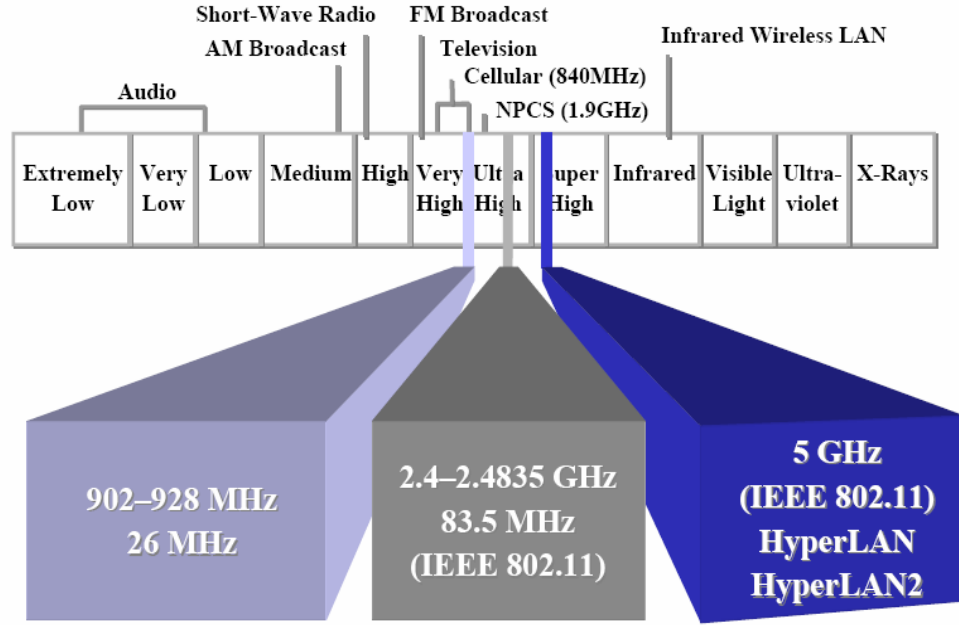 Short-Wave Radio
FM Broadcast
AM Broadcast
Television
Infrared Wireless LAN
Cellular (840MHz)
Audio
NPCS (1.9GHz)
Extremely Low
Very Low
Low
Medium
High
Very High
Ultra High
Super High
Infrared
Visible Light
Ultra-violet
X-Rays
902–928 MHz
26 MHz
2.4–2.4835 GHz
83.5 MHz
(IEEE 802.11)
5 GHz
(IEEE 802.11)
HyperLAN
HyperLAN2